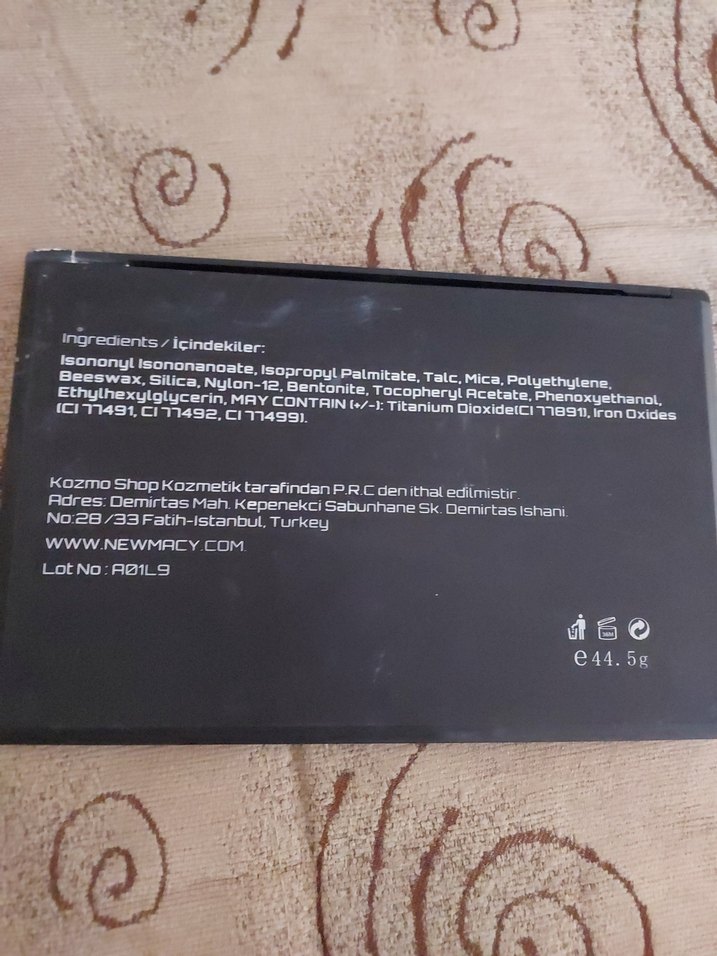 Ingredients / İçindekiler:
Isononyl Isononanoate, Isopropyl Palmitate, Talc, Mica, Polyethylene,
Beeswax, Silica, Nylon-12, Bentonite, Tocopheryl Acetate, Phenoxyethanol,
Ethylhexylglycerin, MAY CONTAIN (+/-): Titanium Dioxide(CI 77891), Iron Oxides
(CI 77491, CI 77492, CI 77499).
Kozmo Shop Kozmetik tarafindan P.R.C den ithal edilmistir.
Adres: Demirtas Mah. Kepenekci Sabunhane Sk. Demirtas Ishani.
No:28 /33 Fatih-Istanbul, Turkey
WWW.NEWMACY.COM.
Lot No : A01L9
36M
e44.5g